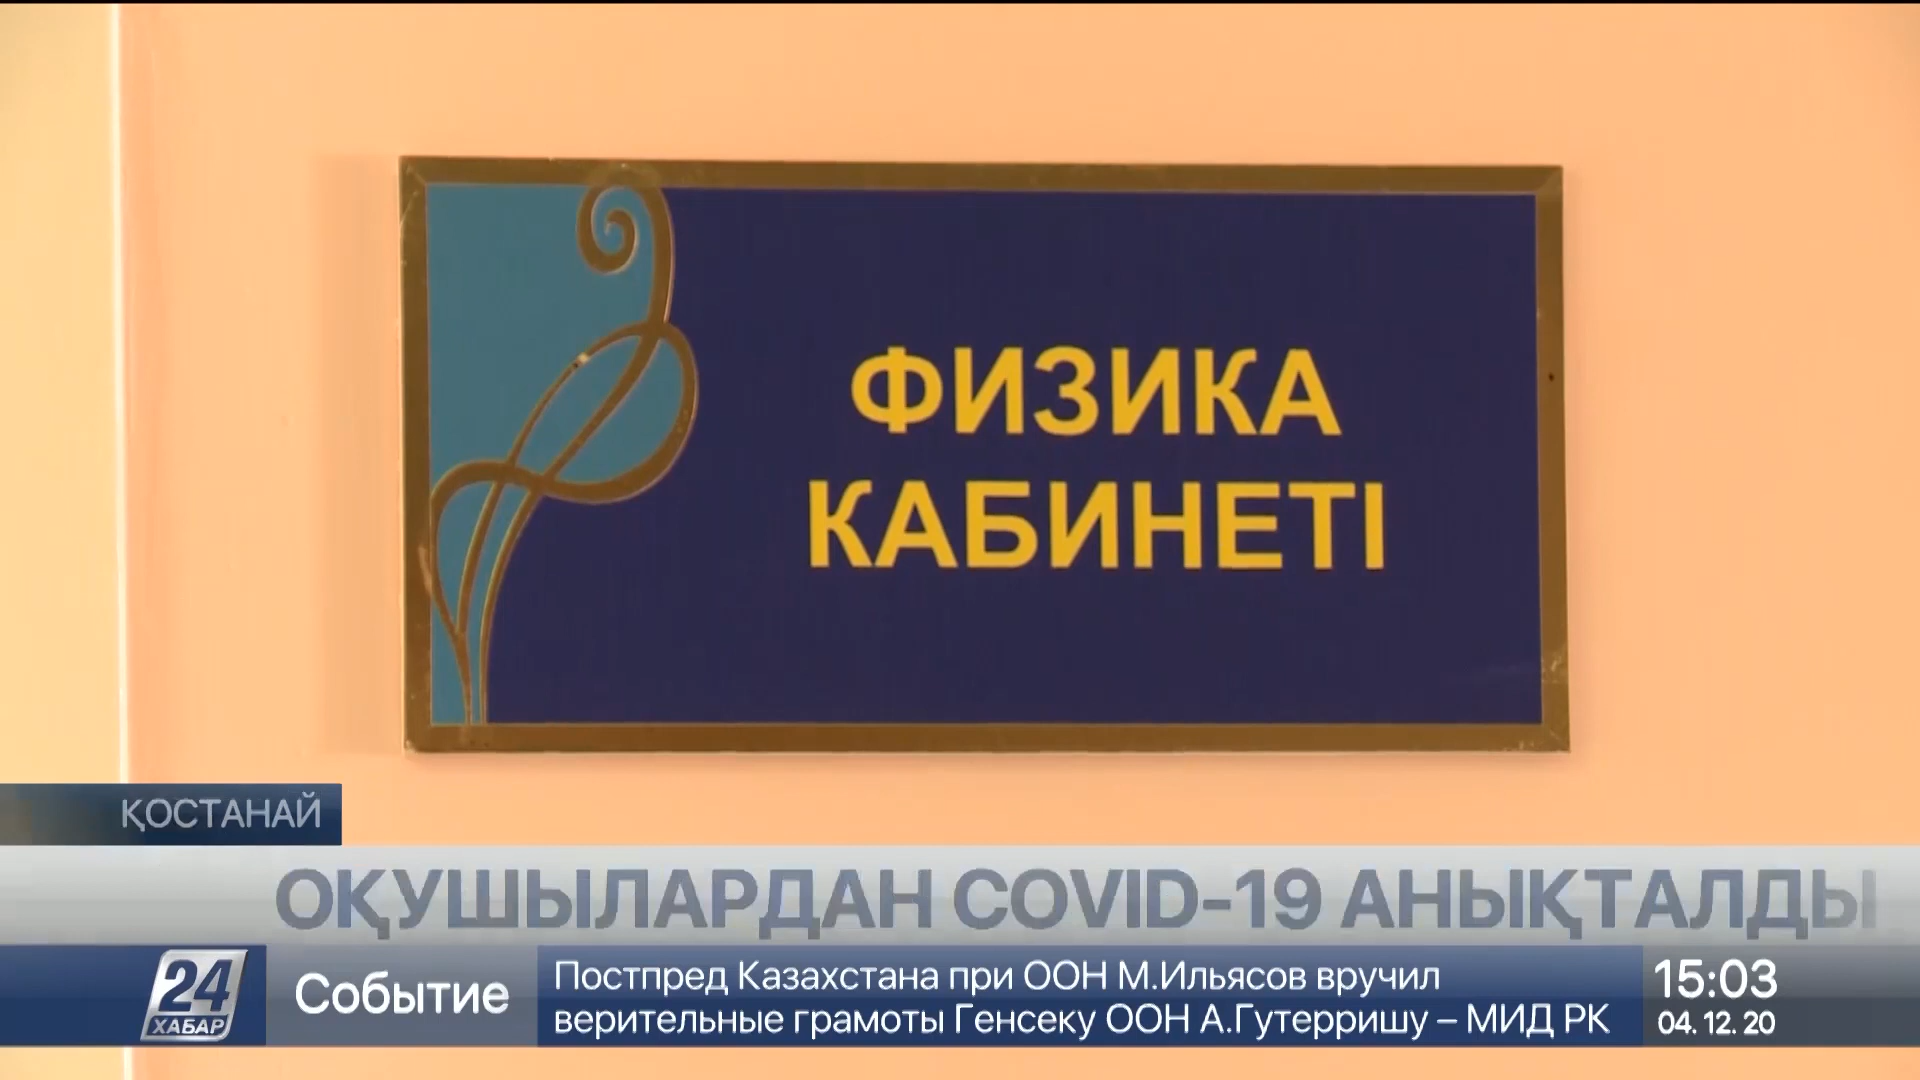 ФИЗИКА
КАБИНЕТІ
ҚОСТАНАЙ
ОҚУШЫЛАРДАН COVID-19 АНЫҚТАЛДЫ
24
ХАБАР
Событие
Постпред Казахстана при ООН М.Ильясов вручил
верительные грамоты Генсеку ООН А.Гутерришу – МИД РК
15:03
04. 12. 20